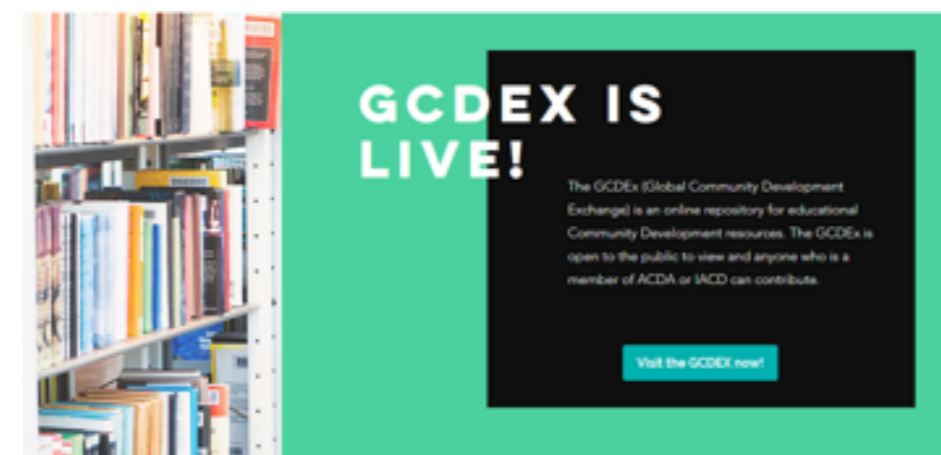 GCDEX IS
LIVE!
The GCDEx (Global Community Development
Exchange) is an online repository for educational
Community Development resources. The GCDEx is
open to the public to view and anyone who is a
member of ACDA or IACD can contribute.
Visit the GCDEX now!